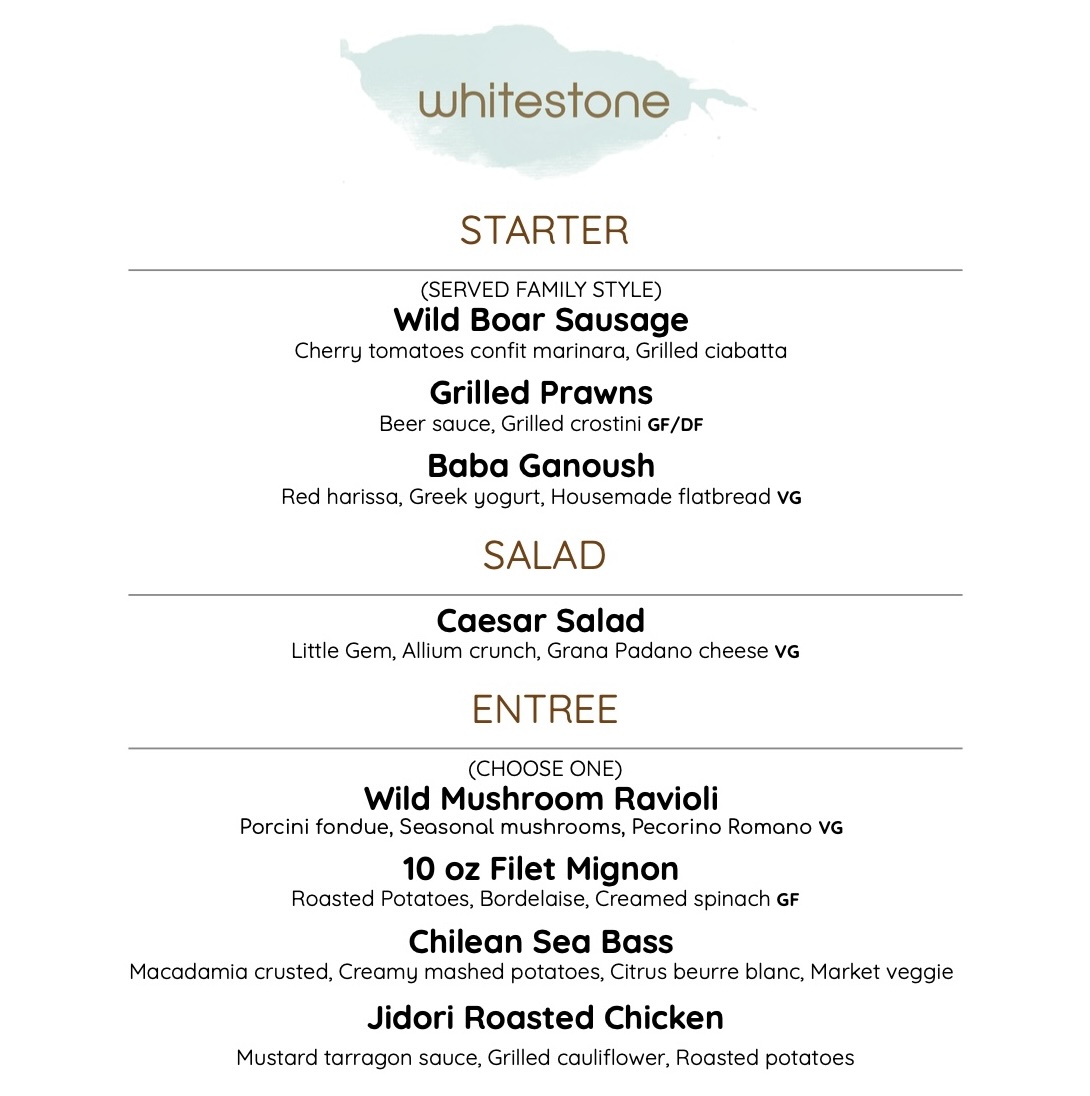 whitestone
STARTER
(SERVED FAMILY STYLE)
Wild Boar Sausage
Cherry tomatoes confit marinara, Grilled ciabatta
Grilled Prawns
Beer sauce, Grilled crostini GF/DF
Baba Ganoush
Red harissa, Greek yogurt, Housemade flatbread VG
SALAD
Caesar Salad
Little Gem, Allium crunch, Grana Padano cheese VG
ENTREE
(CHOOSE ONE)
Wild Mushroom Ravioli
Porcini fondue, Seasonal mushrooms, Pecorino Romano VG
10 oz Filet Mignon
Roasted Potatoes, Bordelaise, Creamed spinach GF
Chilean Sea Bass
Macadamia crusted, Creamy mashed potatoes, Citrus beurre blanc, Market veggie
Jidori Roasted Chicken
Mustard tarragon sauce, Grilled cauliflower, Roasted potatoes